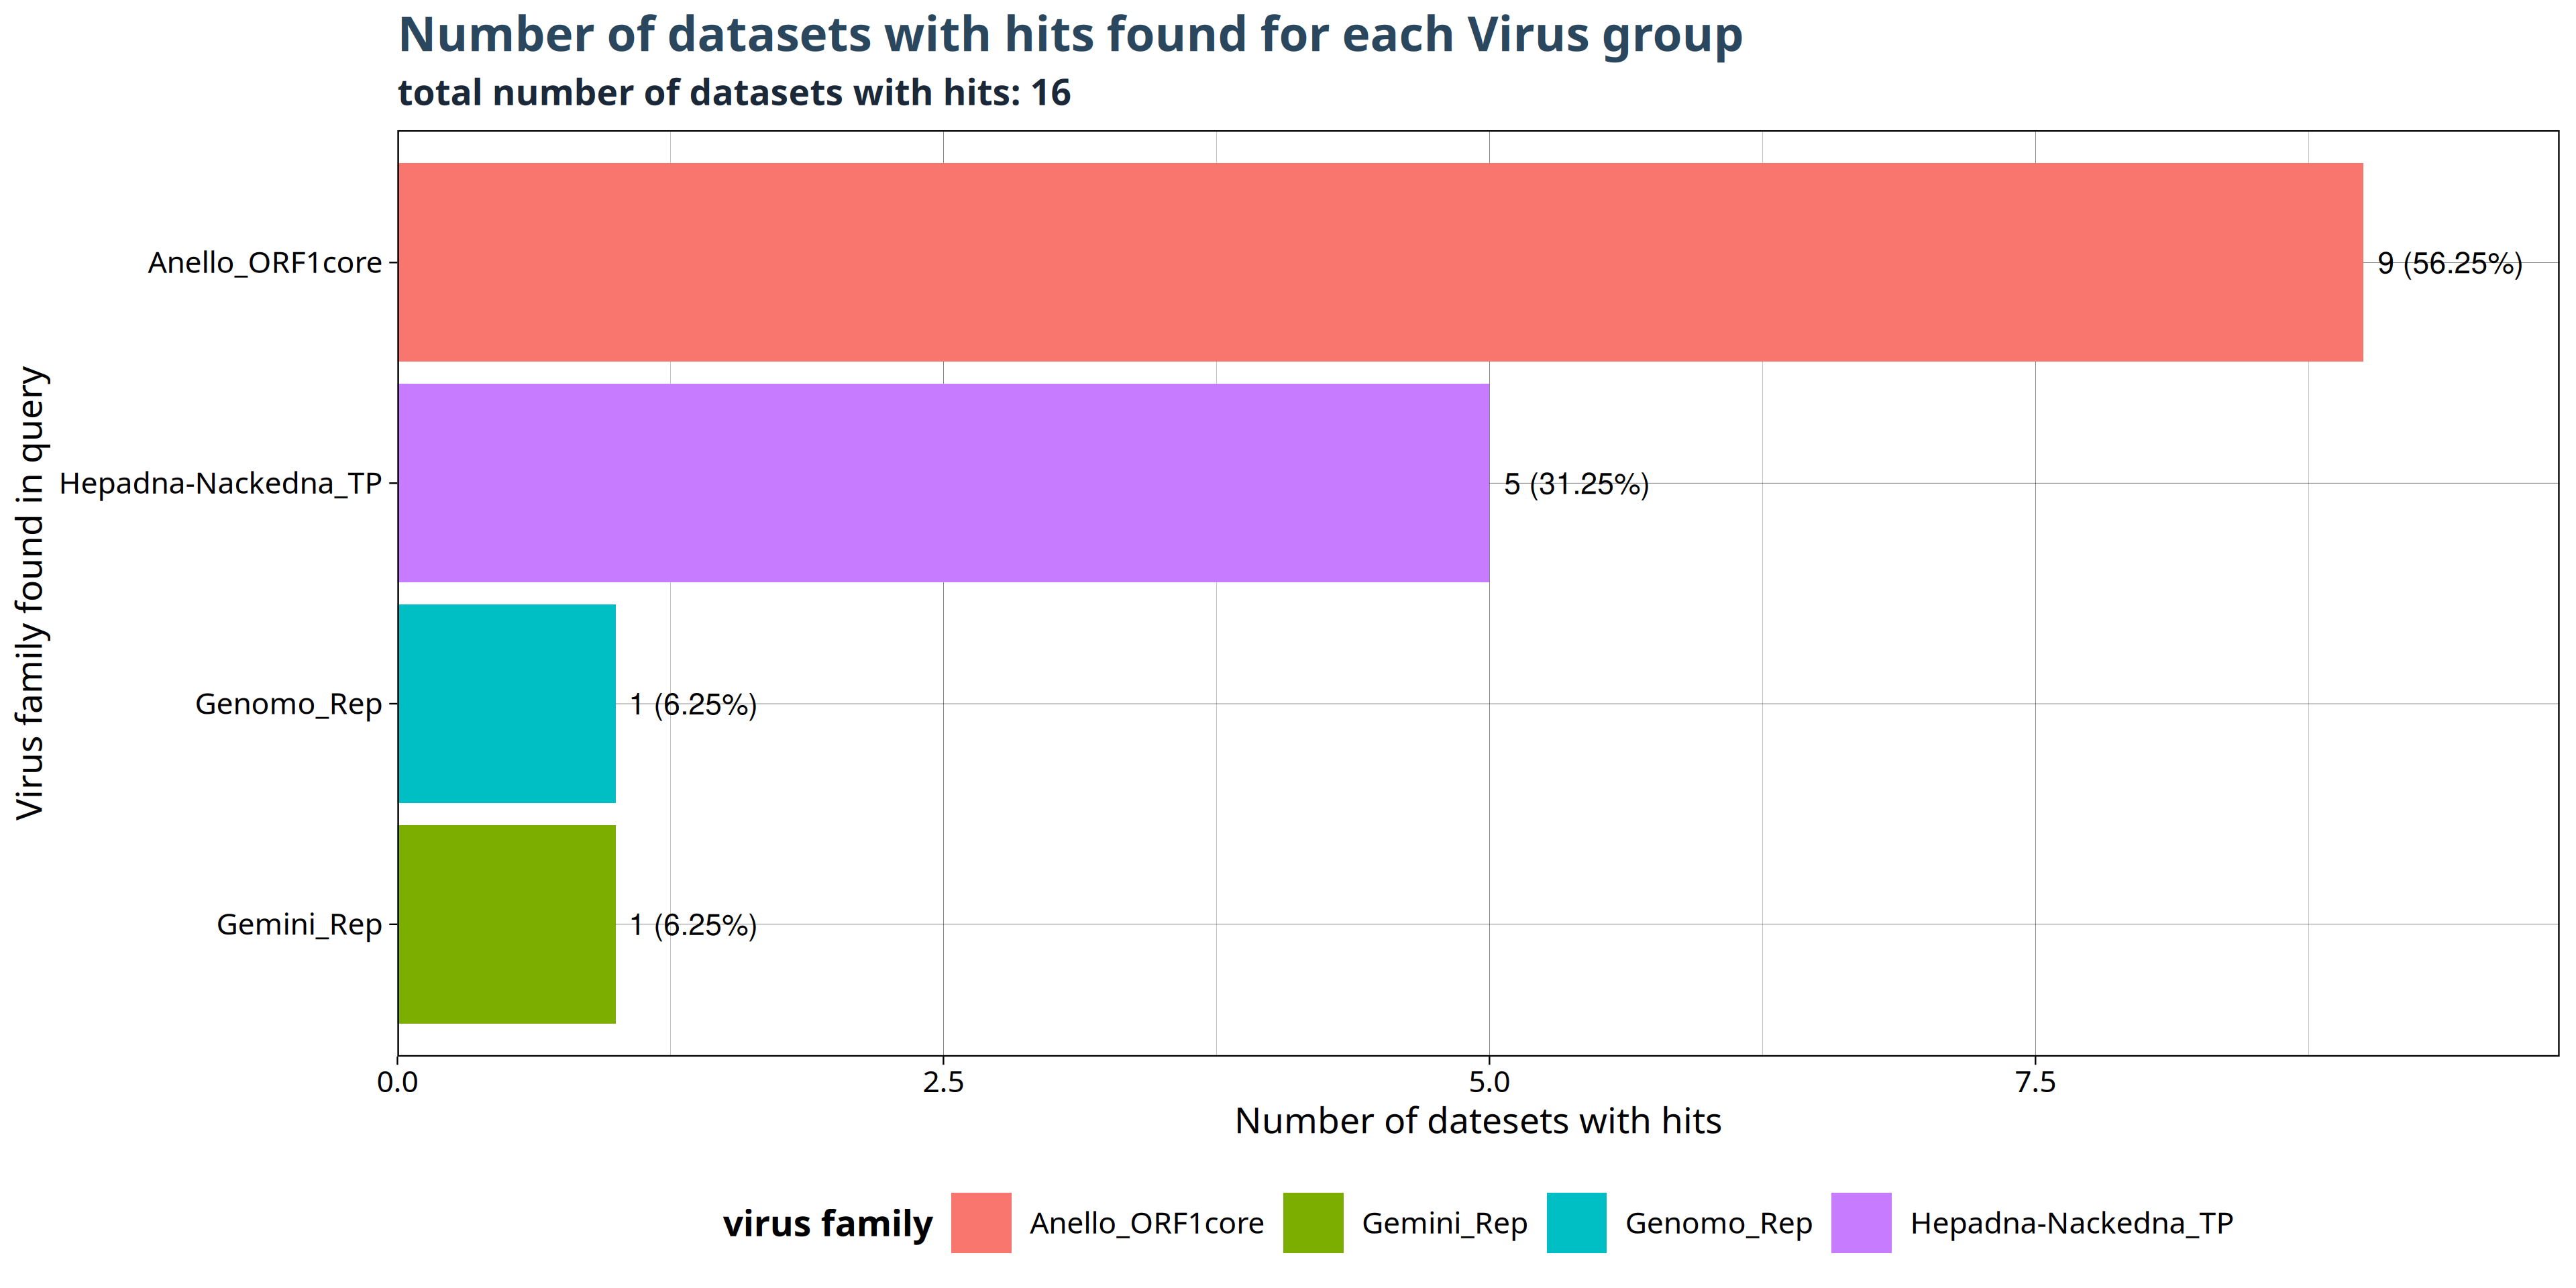 Number of datasets with hits found for each Virus group
total number of datasets with hits: 16
Virus family found in query
Anello_ORF1core
9 (56.25%)
Hepadna-Nackedna_TP
5 (31.25%)
Genomo_Rep
1 (6.25%)
Gemini_Rep
1 (6.25%)
0.0 2.5 5.0 7.5
Number of datesets with hits
virus family Anello_ORF1core Gemini_Rep Genomo_Rep Hepadna-Nackedna_TP